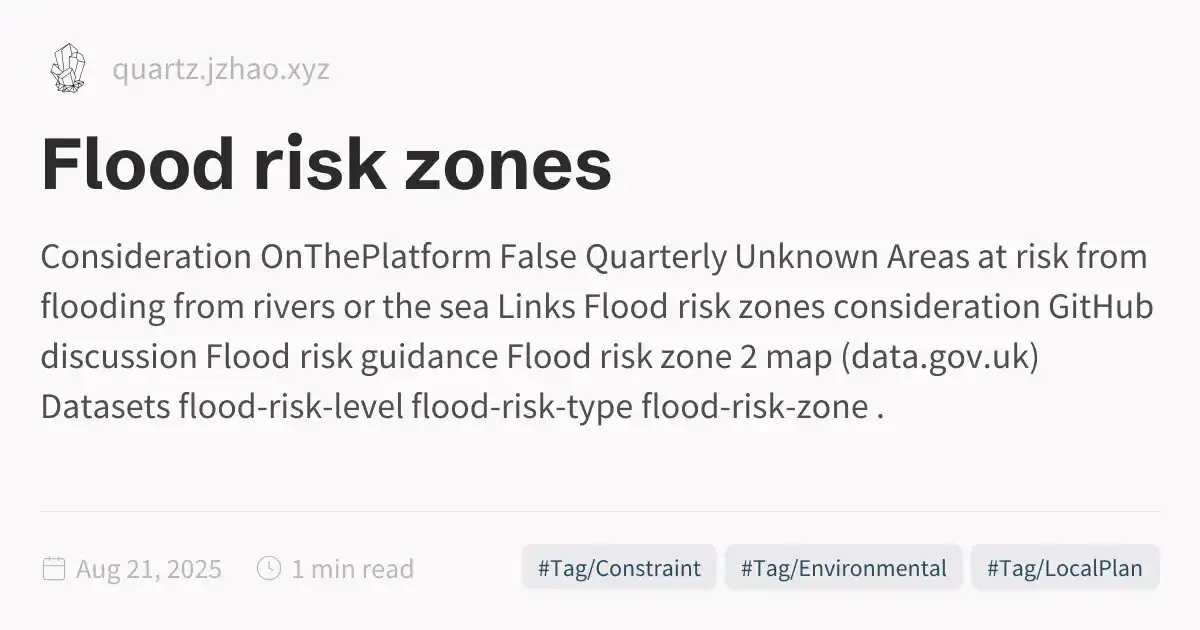 quartz.jzhao.xyz
Flood risk zones
Consideration OnThePlatform False Quarterly Unknown Areas at risk from
flooding from rivers or the sea Links Flood risk zones consideration GitHub
discussion Flood risk guidance Flood risk zone 2 map (data.gov.uk)
Datasets flood-risk-level flood-risk-type flood-risk-zone .
Aug 21, 2025 1 min read #Tag/Constraint #Tag/Environmental #Tag/LocalPlan